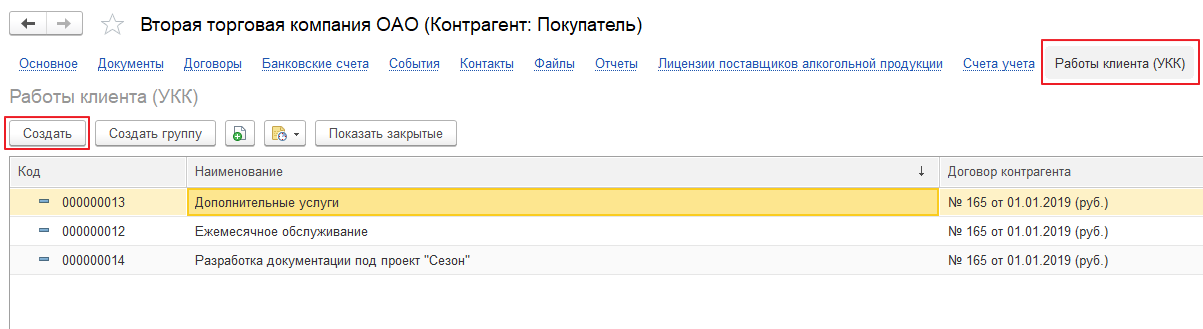 Вторая торговая компания ОАО (Контрагент: Покупатель)
Основное Документы Договоры Банковские счета События Контакты Файлы Отчеты Лицензии поставщиков алкогольной продукции Счета учета Работы клиента (УКК)
Работы клиента (УКК)
Создать Создать группу Показать закрытые
Код Наименование ↓ Договор контрагента
000000013 Дополнительные услуги № 165 от 01.01.2019 (руб.)
000000012 Ежемесячное обслуживание № 165 от 01.01.2019 (руб.)
000000014 Разработка документации под проект "Сезон" № 165 от 01.01.2019 (руб.)